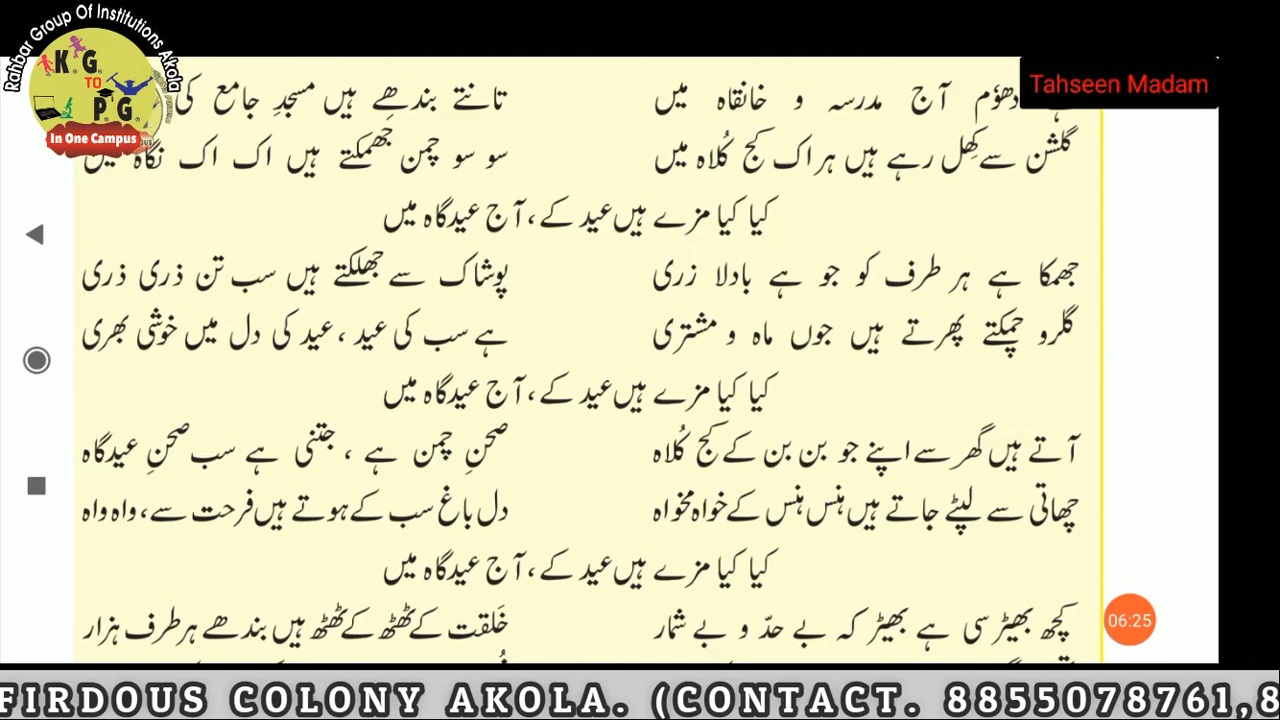 Rahbar Group Of Institutions Akola
K.G.
TO
P.G.
In One Campus
Tahseen Madam
دھوم آج مدرسہ و خانقاہ میں تانتے بندھے ہیں مسجدِ جامع کی
گلشن سے کھِل رہے ہیں ہر اک کج کُلاہ میں سو سو چمن جھمکتے ہیں اک اک نگاہ میں
کیا کیا مزے ہیں عید کے، آج عیدگاہ میں
جھمکا ہے ہر طرف کو جو ہے بادلا زری پوشاک سے جھلکتے ہیں سب تن ذری ذری
گلرو چمکتے پھرتے ہیں جوں ماہ و مشتری ہے سب کی عید ، عید کی دل میں خوشی بھری
کیا کیا مزے ہیں عید کے، آج عیدگاہ میں
آتے ہیں گھر سے اپنے جو بن بن کے کج کُلاہ صحنِ چمن ہے ، جتنی ہے سب صحنِ عیدگاہ
چھاتی سے لپٹے جاتے ہیں ہنس ہنس کے خواہ مخواہ دل باغ سب کے ہوتے ہیں فرحت سے، واہ واہ
کیا کیا مزے ہیں عید کے، آج عیدگاہ میں
کچھ بھیڑ سی ہے بھیڑ کہ بے حدّ و بے شمار خَلقت کے ٹھٹھ کے ٹھٹھ ہیں بندھے ہر طرف ہزار
06:25
FIRDOUS COLONY AKOLA. (CONTACT. 8855078761,8